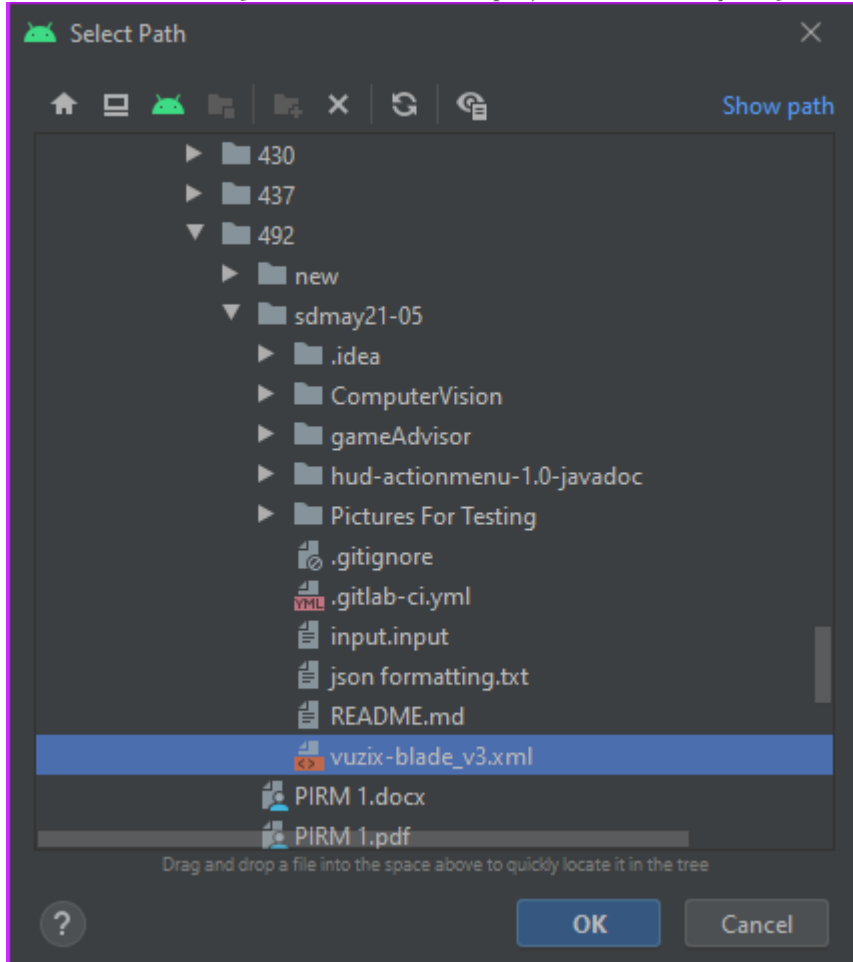 Select Path
Show path
430
437
492
new
sdmay21-05
.idea
ComputerVision
gameAdvisor
hud-actionmenu-1.0-javadoc
Pictures For Testing
.gitignore
YML .gitlab-ci.yml
input.input
json formatting.txt
README.md
<> vuzix-blade_v3.xml
PIRM 1.docx
PIRM 1.pdf
Drag and drop a file into the space above to quickly locate it in the tree
? OK Cancel